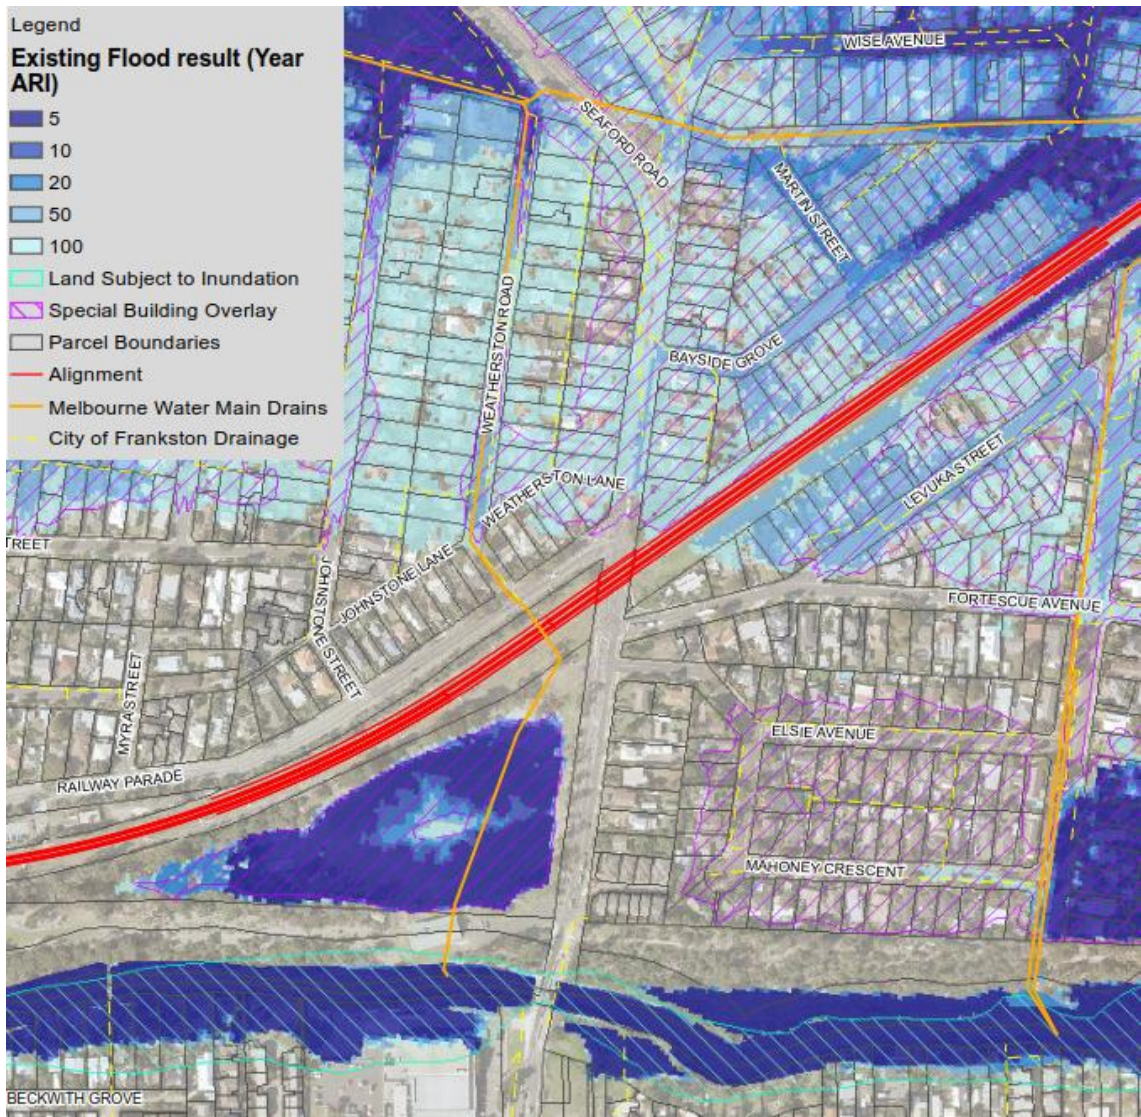 Legend
Existing Flood result (Year
ARI)
5
10
20
50
100
Land Subject to Inundation
Special Building Overlay
Parcel Boundaries
Alignment
Melbourne Water Main Drains
City of Frankston Drainage
WISE AVENUE
SEAFORD ROAD
MARTIN STREET
WEATHERSTON ROAD
BAYSIDE GROVE
WEATHERSTON LANE
LEVUKA STREET
TREET
JOHNSTONE LANE
JOHNSTONE STREET
FORTESCUE AVENUE
MYRA STREET
ELSIE AVENUE
RAILWAY PARADE
MAHONEY CRESCENT
BECKWITH GROVE